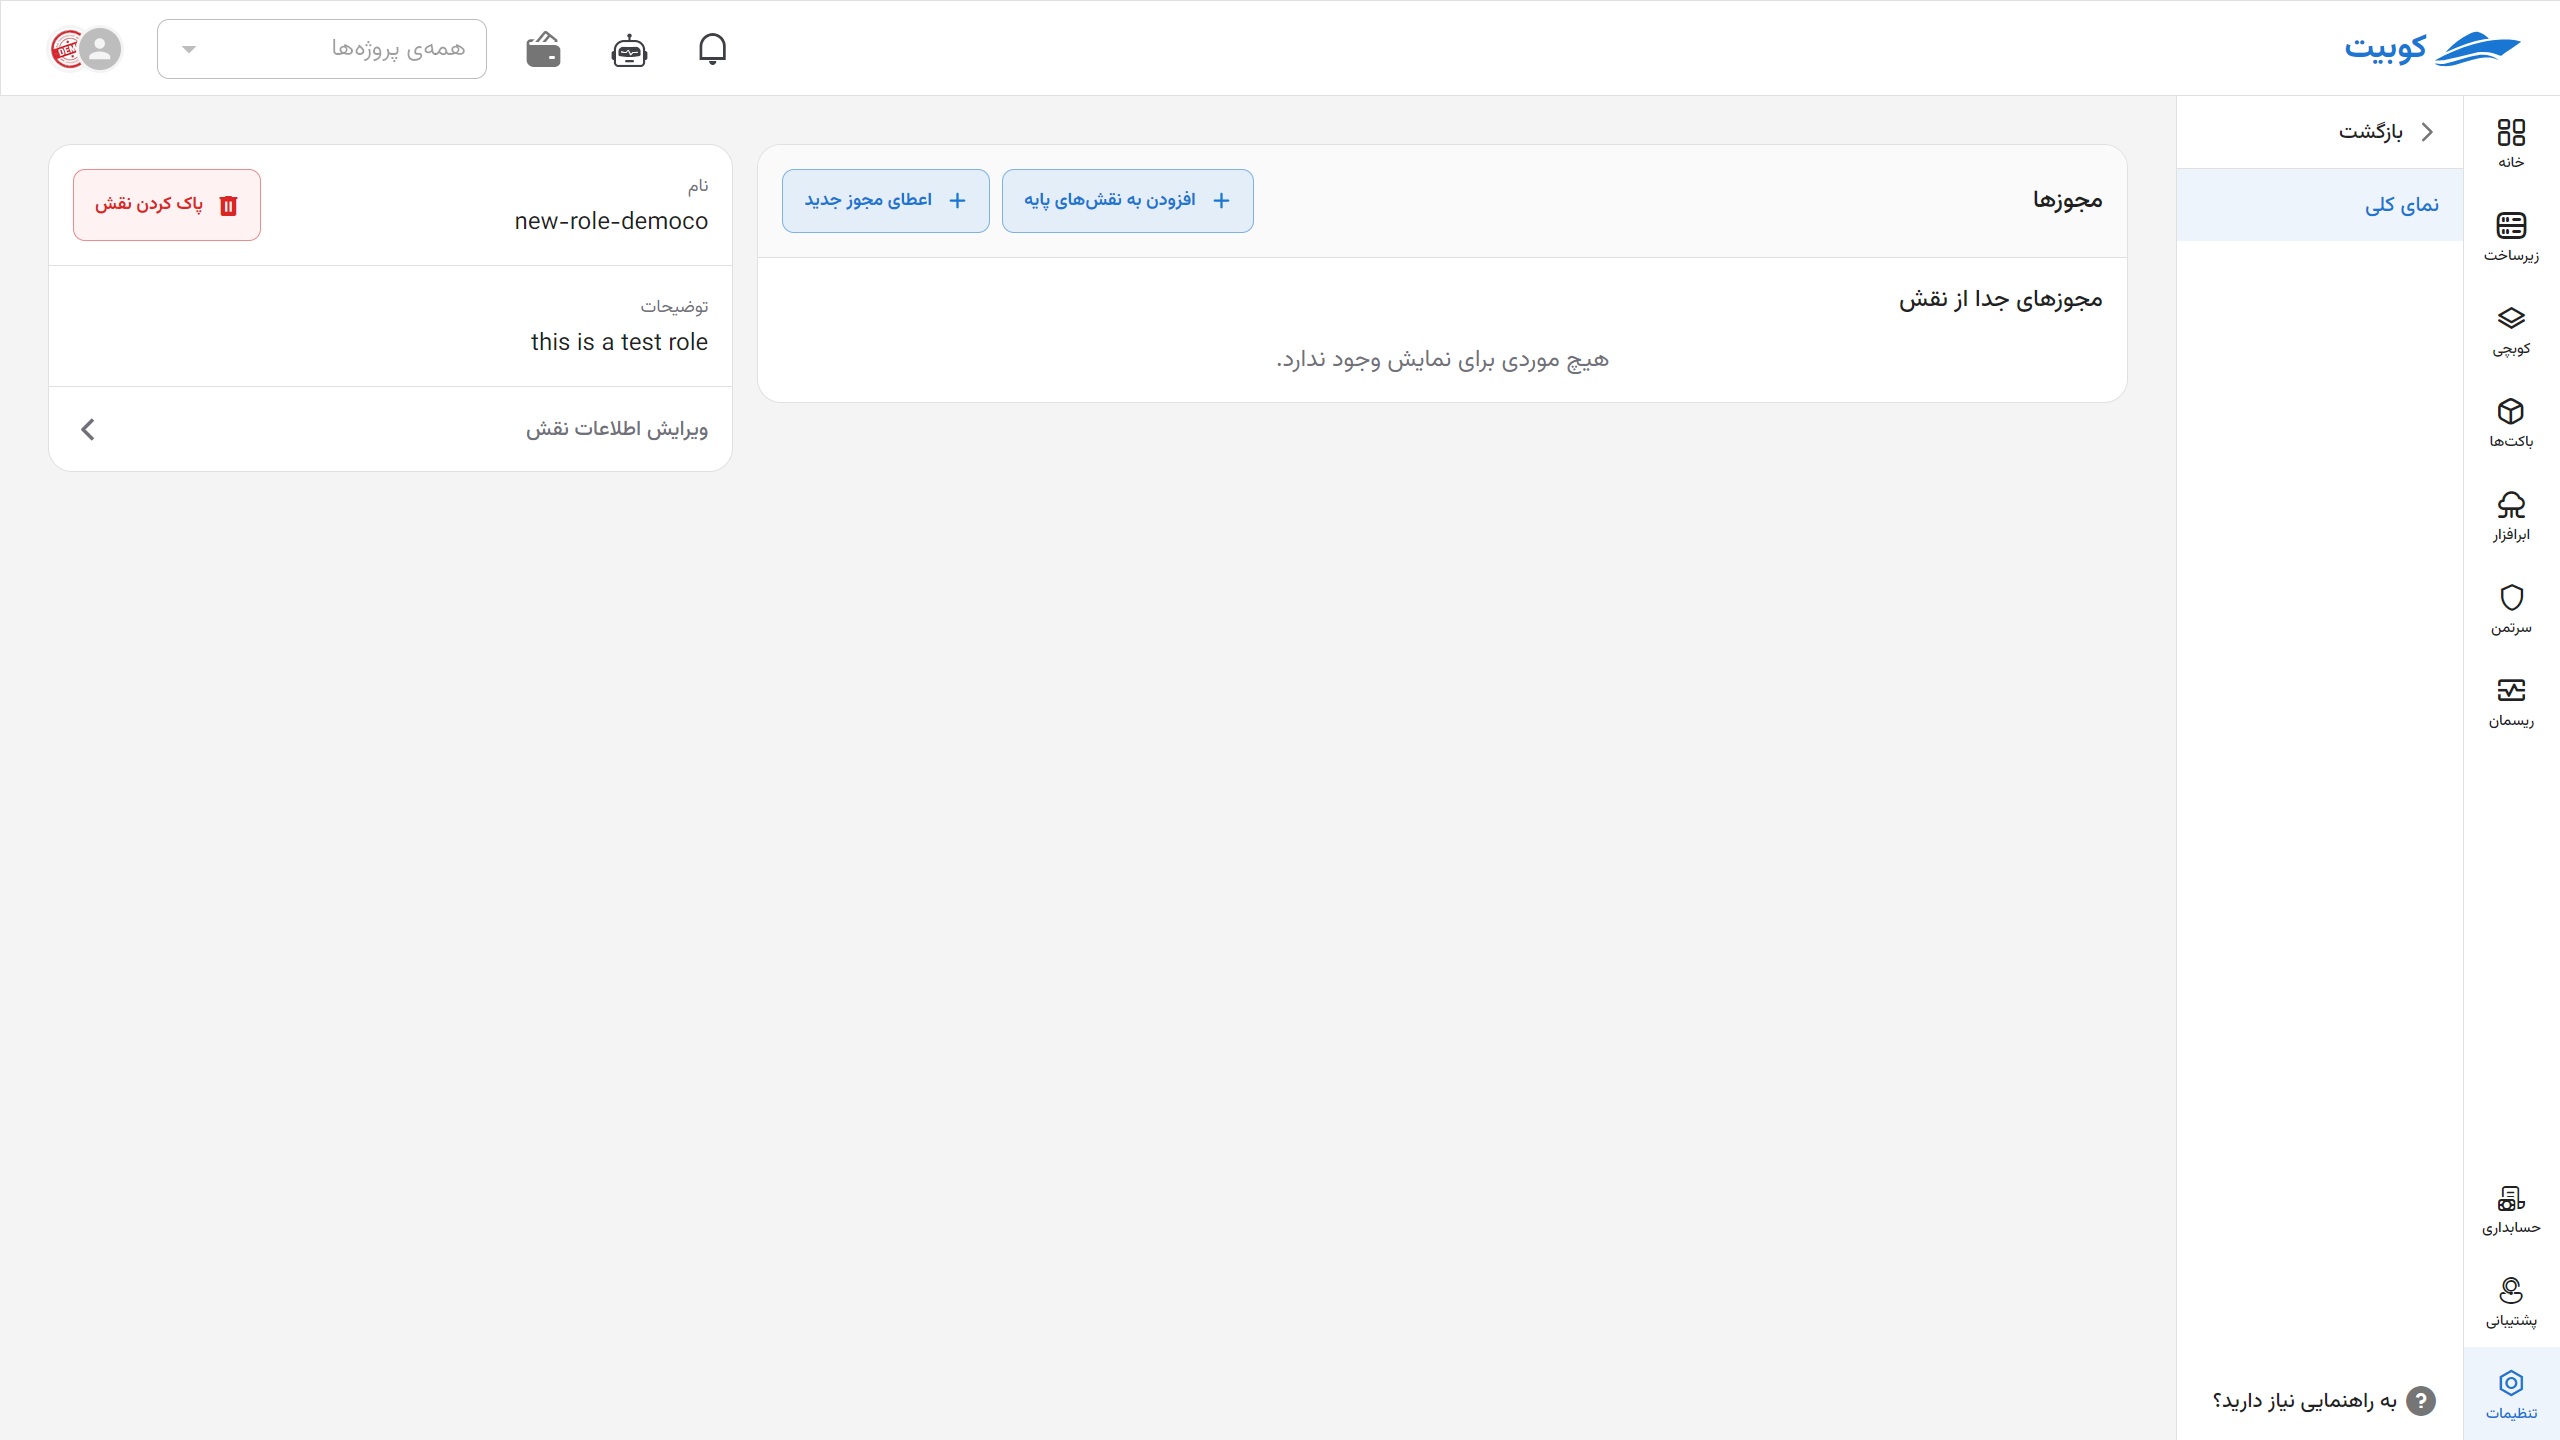 کوبیت
همه‌ی پروژه‌ها
DEM
خانه
زیرساخت
کوبچی
باکت‌ها
ابرافزار
سرتمن
ریسمان
حسابداری
پشتیبانی
تنظیمات
بازگشت
نمای کلی
به راهنمایی نیاز دارید؟
مجوزها
افزودن به نقش‌های پایه
اعطای مجوز جدید
مجوزهای جدا از نقش
هیچ موردی برای نمایش وجود ندارد.
نام
new-role-democo
پاک کردن نقش
توضیحات
this is a test role
ویرایش اطلاعات نقش